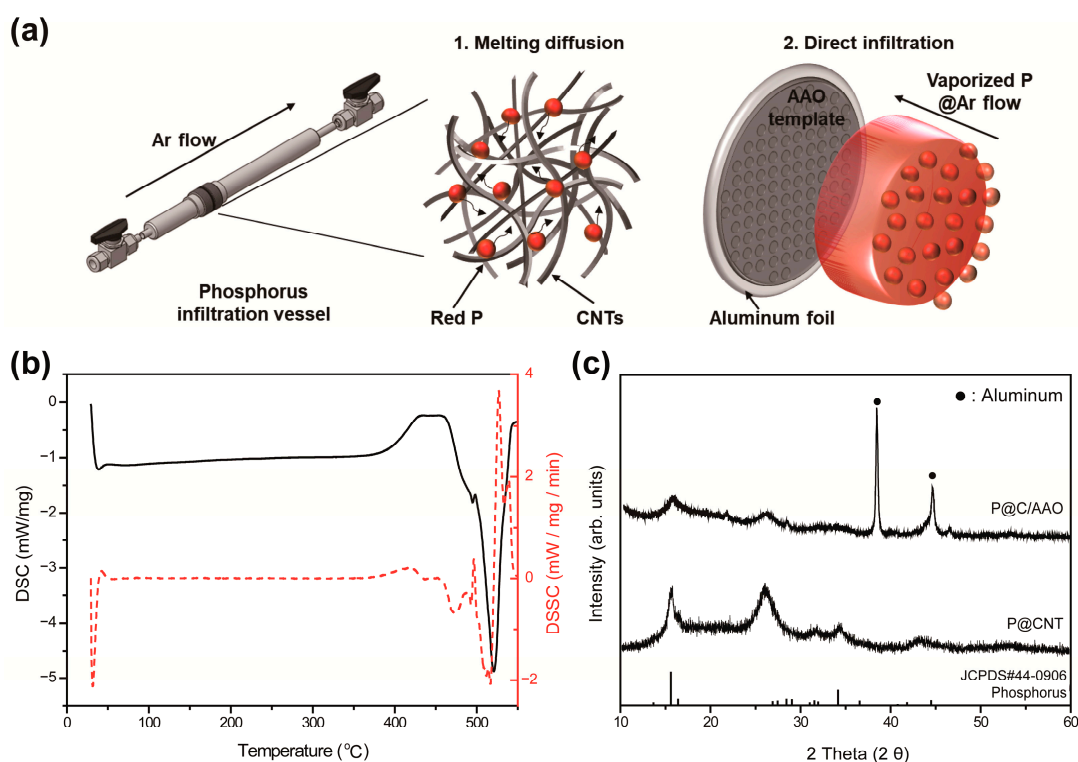 (a)
1. Melting diffusion
2. Direct infiltration
Ar flow
AAO
template
Vaporized P
@Ar flow
Phosphorus
infiltration vessel
Red P
CNTs
Aluminum foil
(b)
DSC (mW/mg)
0
−1
−2
−3
−4
−5
4
2
0
−2
DSSC (mW / mg / min)
0
100
200
300
400
500
Temperature (℃)
(c)
● : Aluminum
Intensity (arb. units)
P@C/AAO
P@CNT
JCPDS#44-0906
Phosphorus
10
20
30
40
50
60
2 Theta (2 θ)